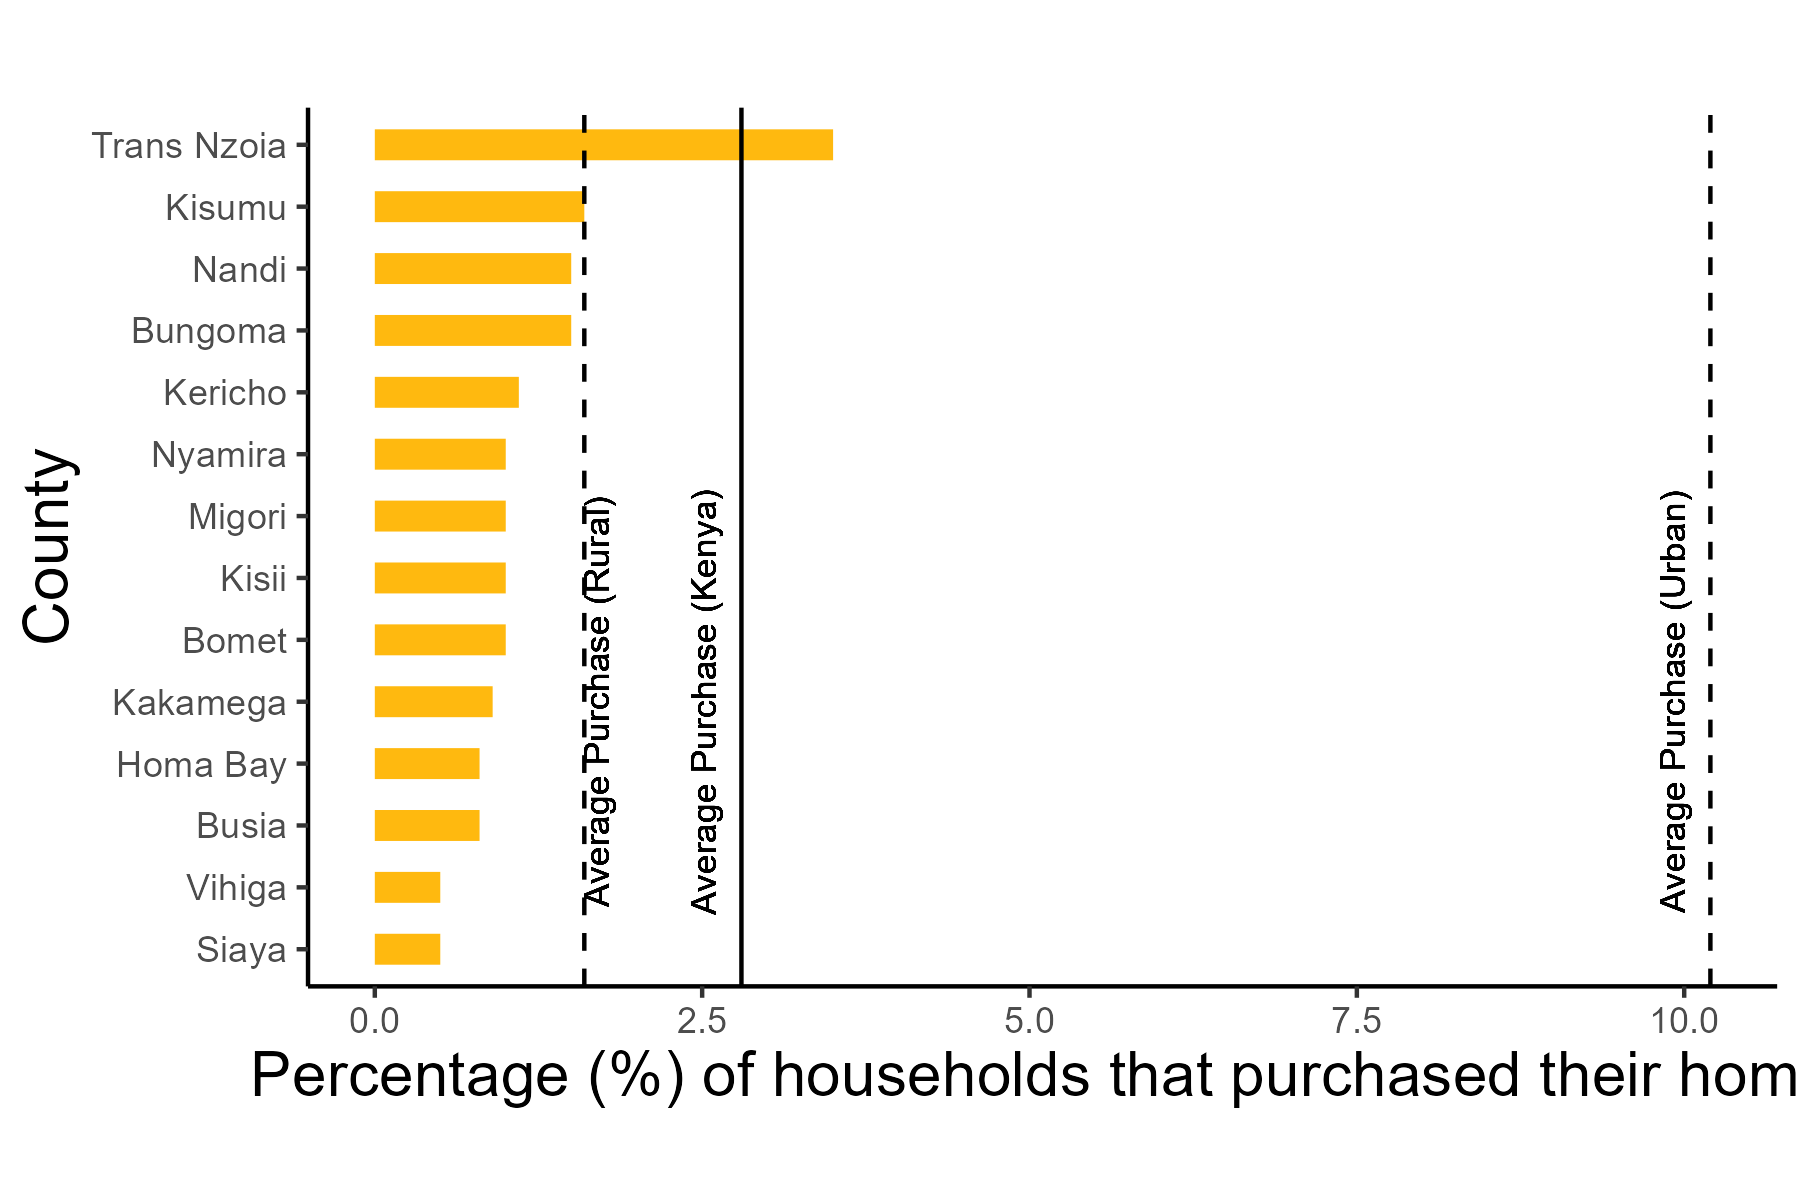 Trans Nzoia
Kisumu
Nandi
Bungoma
Kericho
Nyamira
Migori
Kisii
Bomet
Kakamega
Homa Bay
Busia
Vihiga
Siaya
County
Average Purchase (Rural)
Average Purchase (Kenya)
Average Purchase (Urban)
0.0 2.5 5.0 7.5 10.0
Percentage (%) of households that purchased their hom